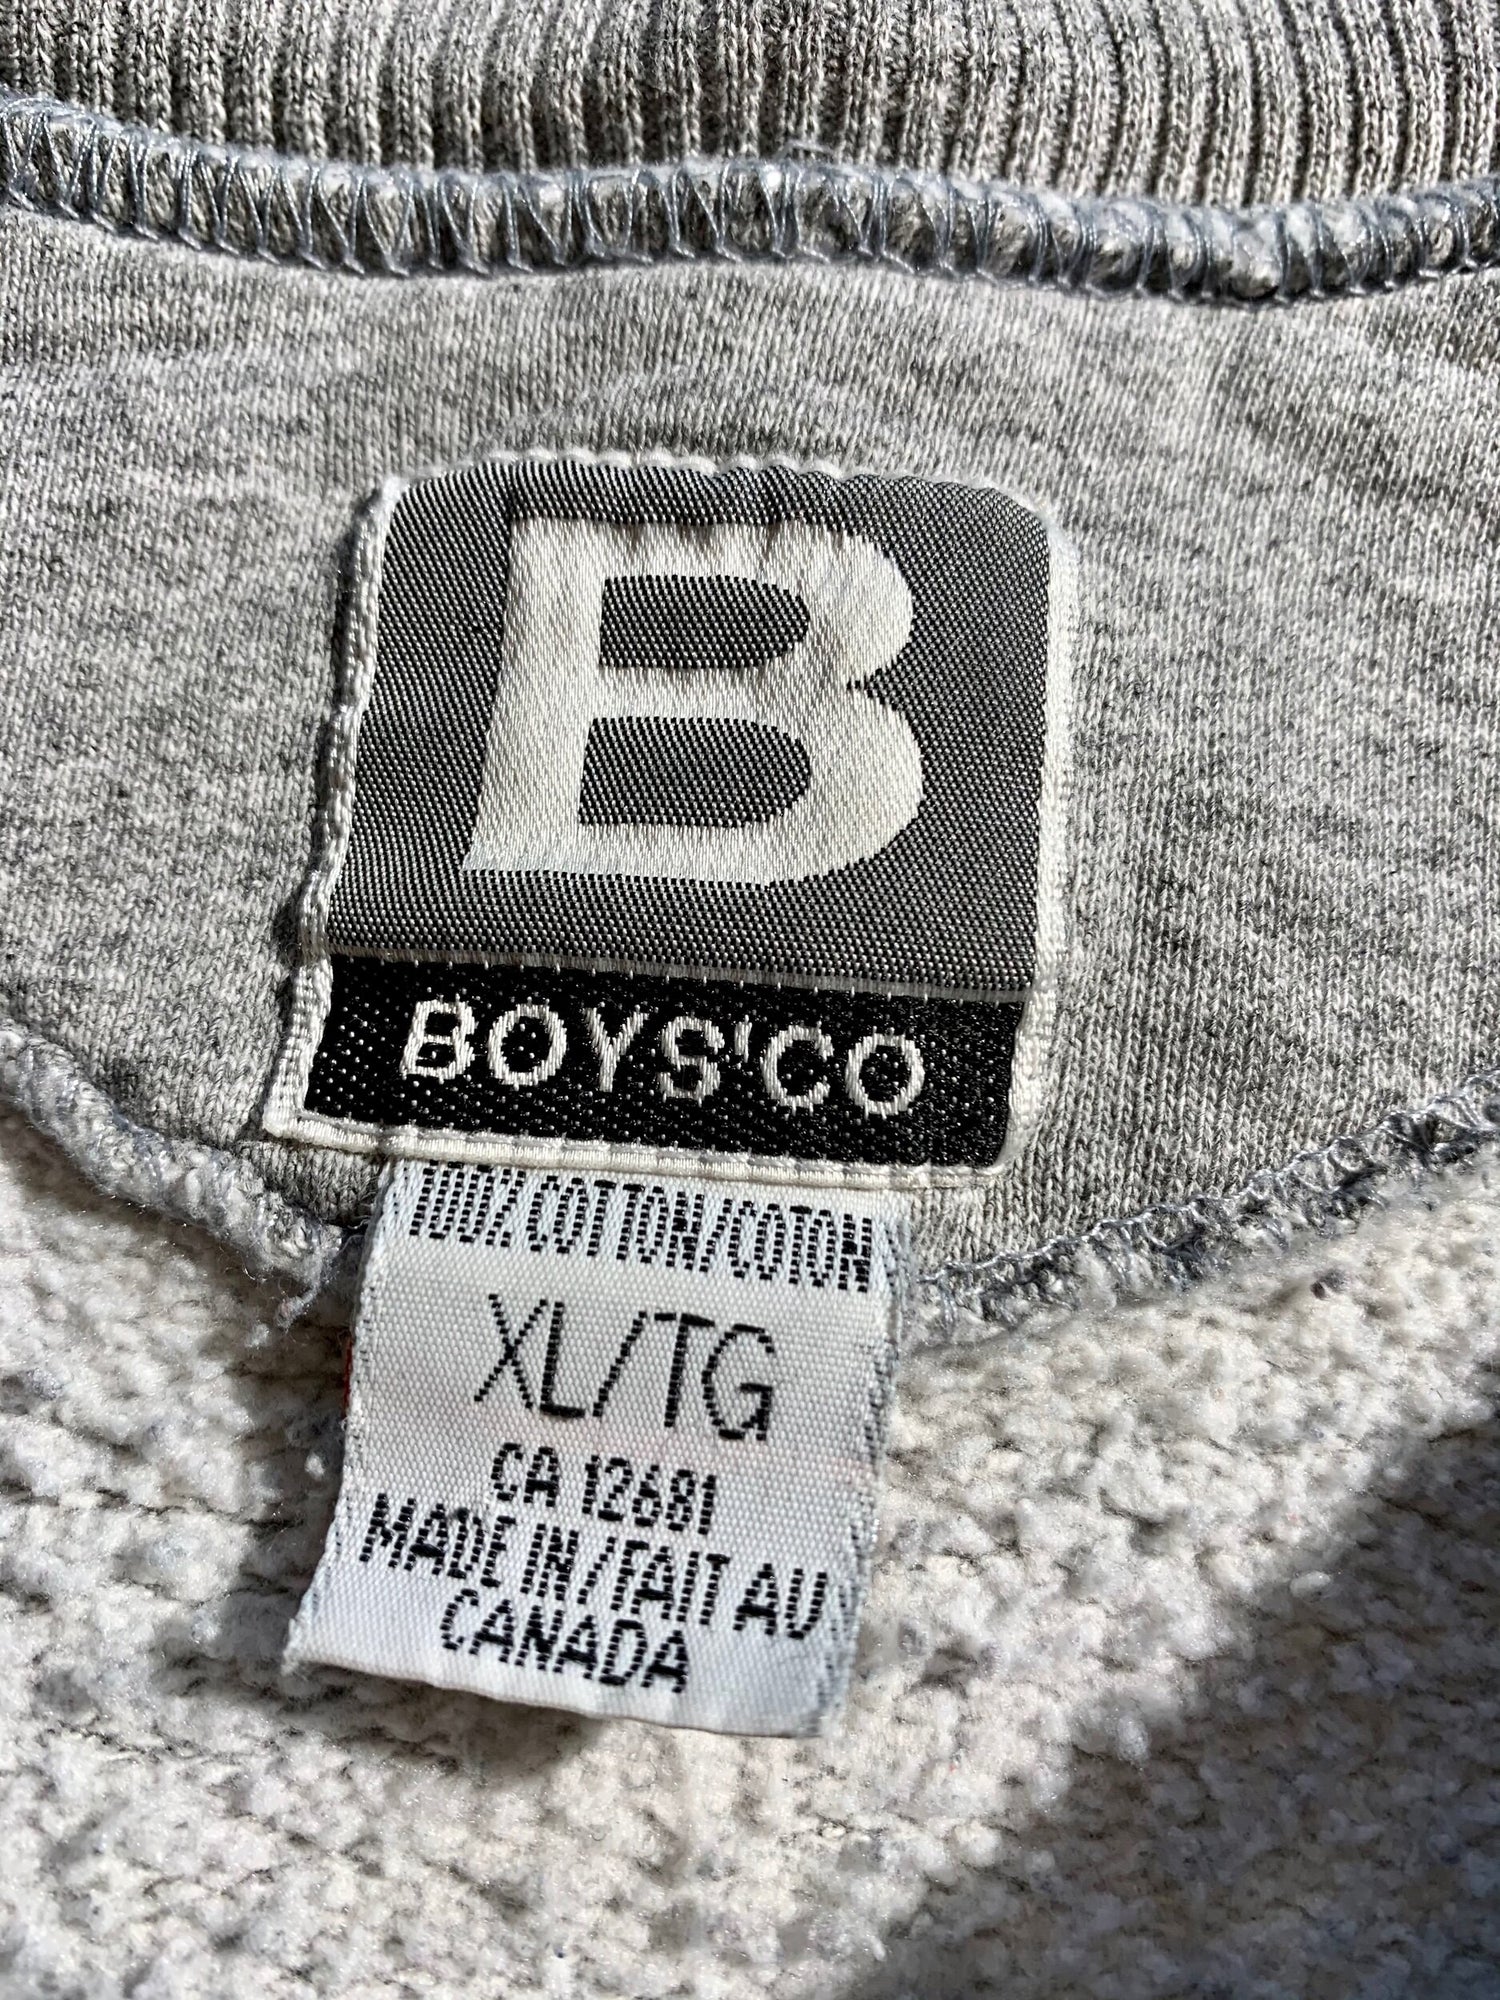 B
BOYS'CO
100% COTTON/COTON
XL/TG
CA 12681
MADE IN/FAIT AU
CANADA